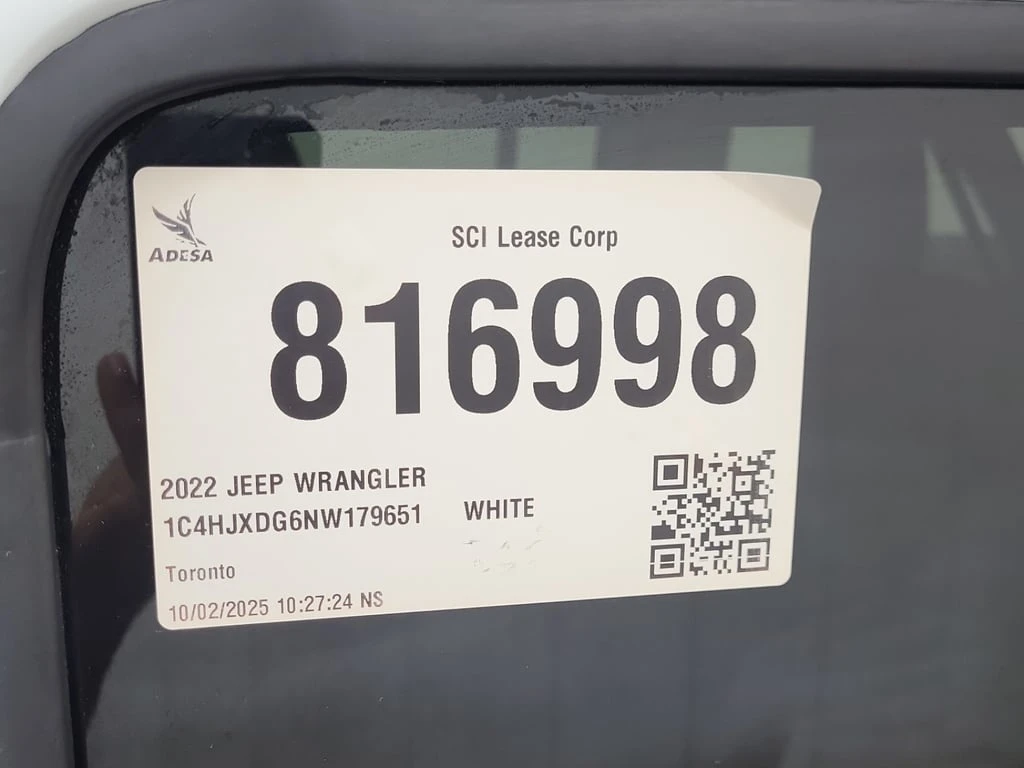 ADESA
SCI Lease Corp
816998
2022 JEEP WRANGLER
1C4HJXDG6NW179651 WHITE
Toronto
10/02/2025 10:27:24 NS